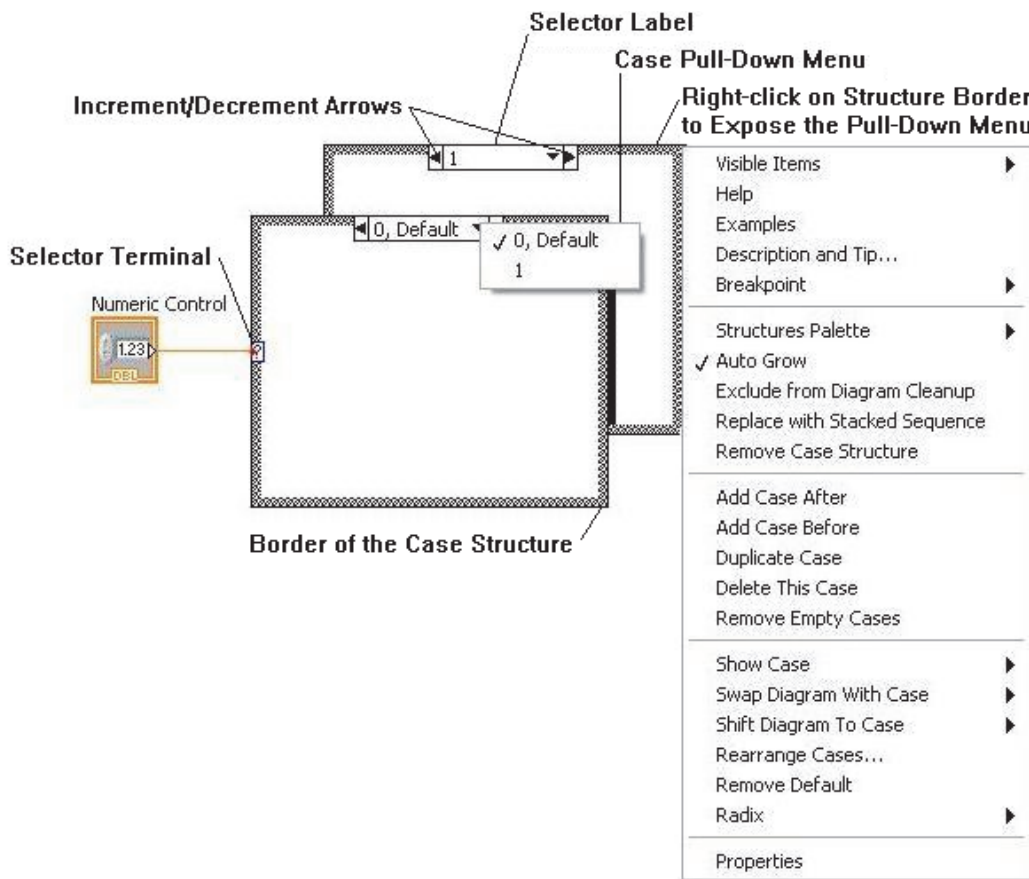 Selector Label
Case Pull-Down Menu
Increment/Decrement Arrows
Right-click on Structure Border
to Expose the Pull-Down Menu
1
0, Default
0, Default
1
Selector Terminal
Numeric Control
1.23
DBL
?
Border of the Case Structure
Visible Items
Help
Examples
Description and Tip...
Breakpoint
Structures Palette
Auto Grow
Exclude from Diagram Cleanup
Replace with Stacked Sequence
Remove Case Structure
Add Case After
Add Case Before
Duplicate Case
Delete This Case
Remove Empty Cases
Show Case
Swap Diagram With Case
Shift Diagram To Case
Rearrange Cases...
Remove Default
Radix
Properties